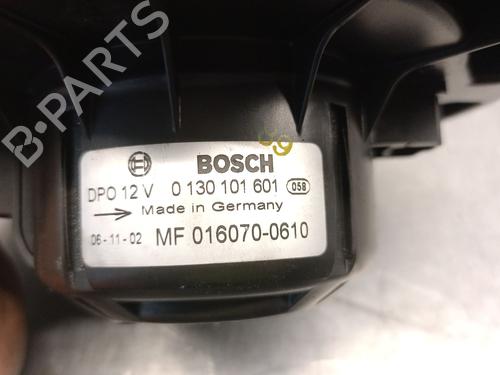 B-PARTS
BOSCH
DPO 12 V 0 130 101 601 058
Made in Germany
06-11-02 MF 016070-0610